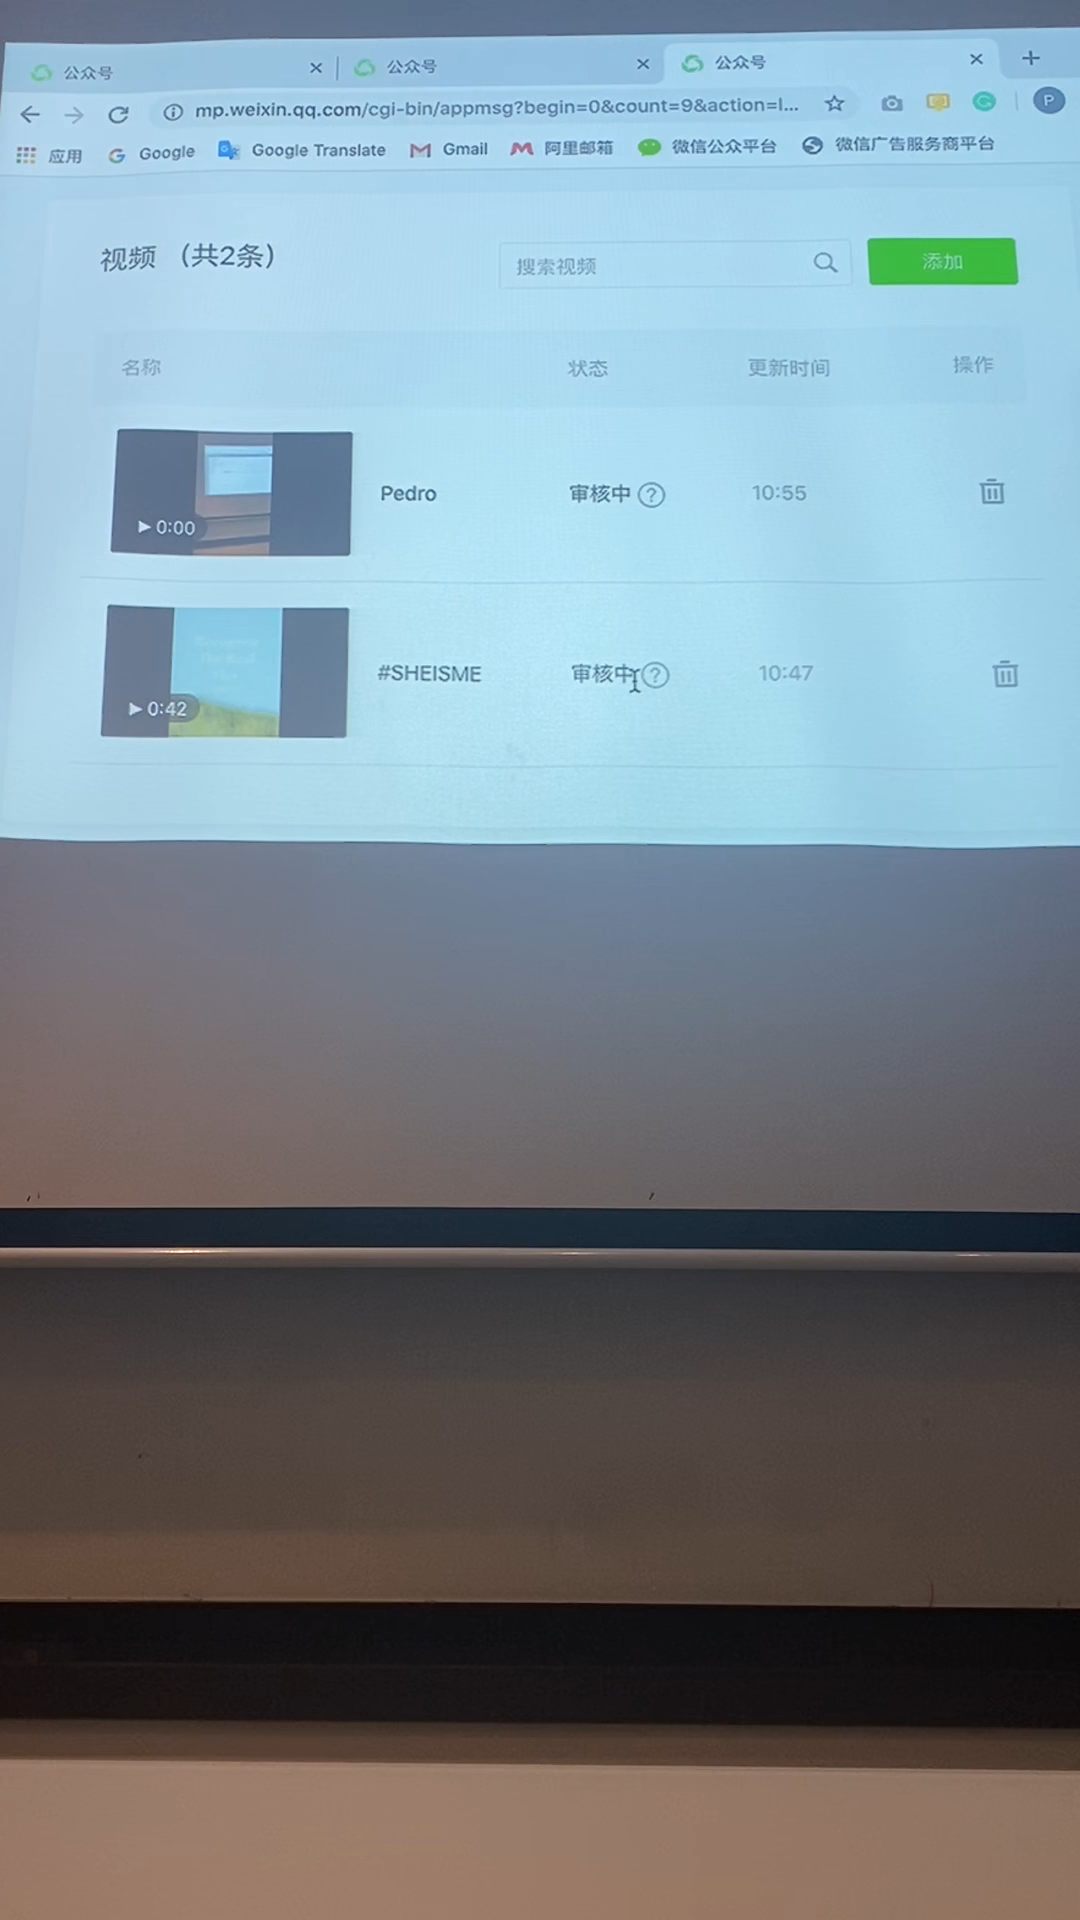 公众号 公众号 公众号
mp.weixin.qq.com/cgi-bin/appmsg?begin=0&count=9&action=l... P
应用 Google Google Translate Gmail 阿里邮箱 微信公众平台 微信广告服务商平台
视频 （共2条） 搜索视频 添加
名称 状态 更新时间 操作
Pedro 审核中 ? 10:55
0:00
#SHEISME 审核中 ? 10:47
0:42